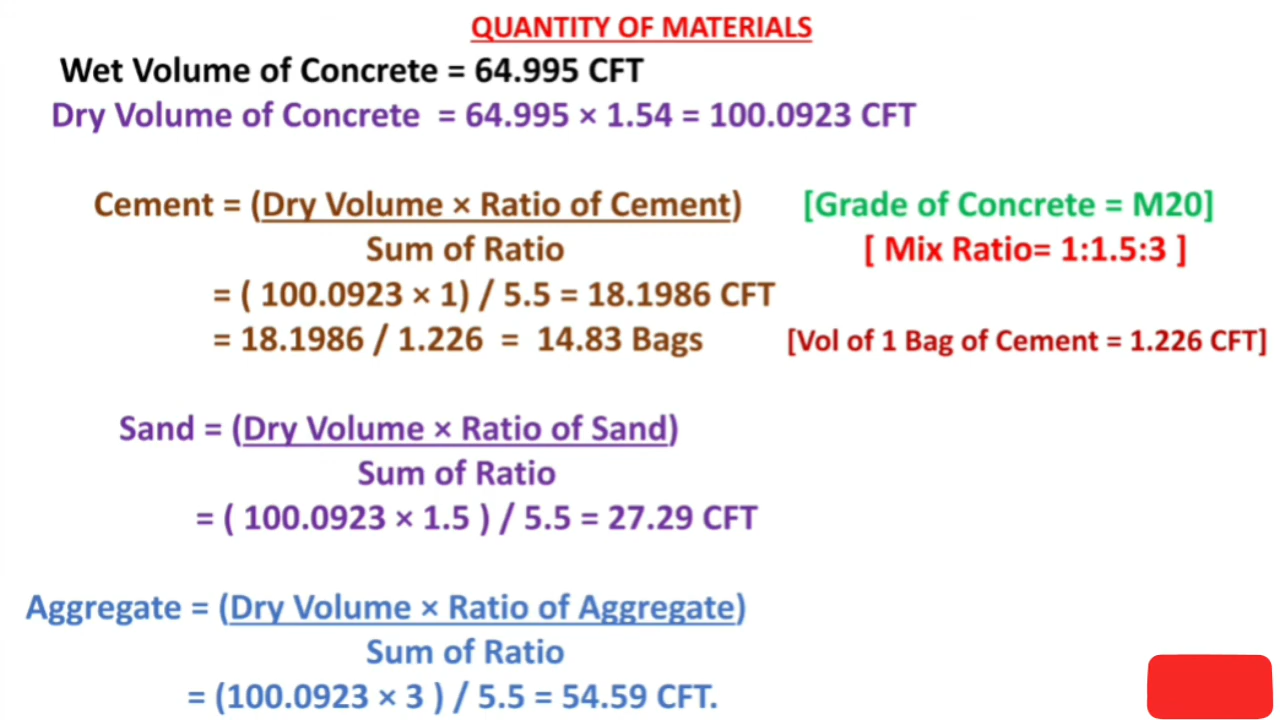 QUANTITY OF MATERIALS
Wet Volume of Concrete = 64.995 CFT
Dry Volume of Concrete = 64.995 × 1.54 = 100.0923 CFT
Cement = (Dry Volume × Ratio of Cement) [Grade of Concrete = M20]
Sum of Ratio [ Mix Ratio= 1:1.5:3 ]
= ( 100.0923 × 1) / 5.5 = 18.1986 CFT
= 18.1986 / 1.226 = 14.83 Bags [Vol of 1 Bag of Cement = 1.226 CFT]
Sand = (Dry Volume × Ratio of Sand)
Sum of Ratio
= ( 100.0923 × 1.5 ) / 5.5 = 27.29 CFT
Aggregate = (Dry Volume × Ratio of Aggregate)
Sum of Ratio
= (100.0923 × 3 ) / 5.5 = 54.59 CFT.